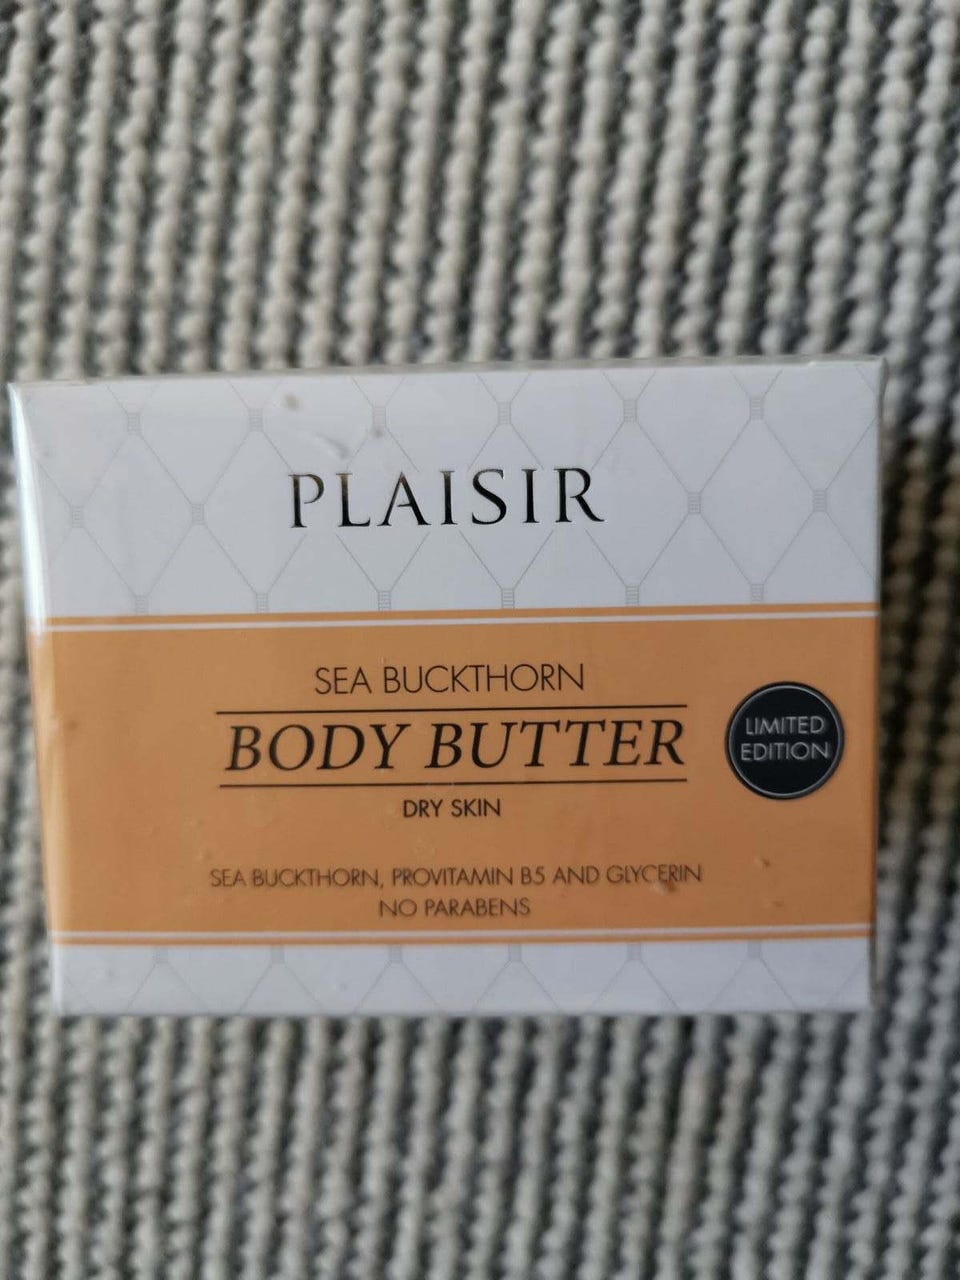 PLAISIR
SEA BUCKTHORN
BODY BUTTER
DRY SKIN
LIMITED
EDITION
SEA BUCKTHORN, PROVITAMIN B5 AND GLYCERIN
NO PARABENS